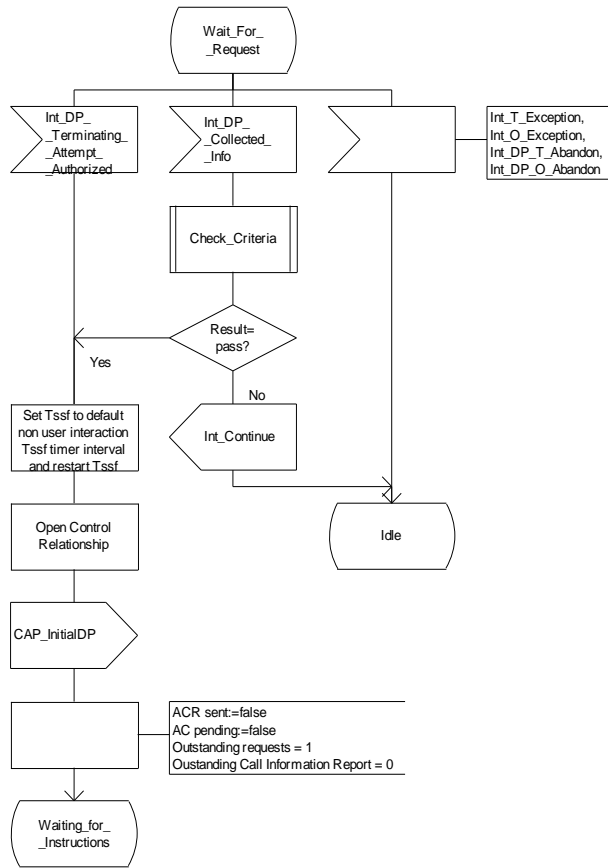 Wait_For_
_Request
Int_DP_
_Terminating_
_Attempt_
_Authorized
Int_DP_
_Collected_
_Info
Int_T_Exception,
Int_O_Exception,
Int_DP_T_Abandon,
Int_DP_O_Abandon
Check_Criteria
Result=
pass?
Yes
No
Set Tssf to default
non user interaction
Tssf timer interval
and restart Tssf
Int_Continue
Open Control
Relationship
Idle
CAP_InitialDP
ACR sent:=false
AC pending:=false
Outstanding requests = 1
Oustanding Call Information Report = 0
Waiting_for_
_Instructions